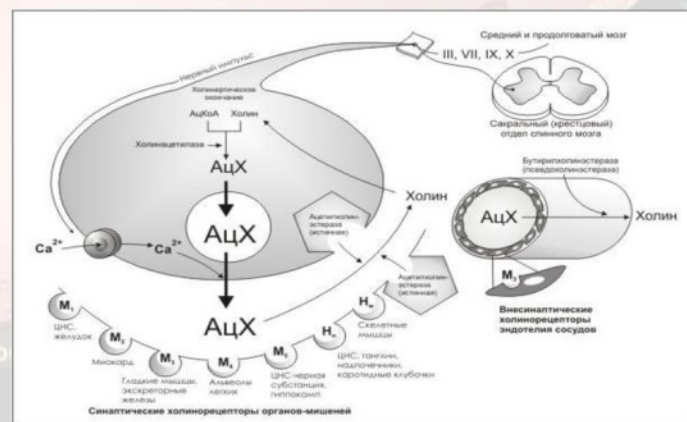 Средний и продолговатый мозг
III, VII, IX, X
Нервный импульс
Холинергическое
окончание
АцКоА Холин
Холинацетилаза
АцХ
Сакральный (крестцовый)
отдел спинного мозга
Бутирилхолинэстераза
(псевдохолинэстераза)
Холин
АцХ
Холин
АцХ
Ацетилхолин-
эстераза
(истинная)
Ca2+
Ca2+
Ацетилхолин-
эстераза
(истинная)
M3
Внесинаптические
холинорецепторы
эндотелия сосудов
АцХ
M1
ЦНС,
желудок
M2
Миокард
M3
Гладкие мышцы,
экскреторные
железы
M4
Альвеолы
легких
M5
ЦНС-черная
субстанция,
гиппокамп
Нн
ЦНС, ганглии,
надпочечники,
каротидные клубочки
Нм
Скелетные
мышцы
Синаптические холинорецепторы органов-мишеней